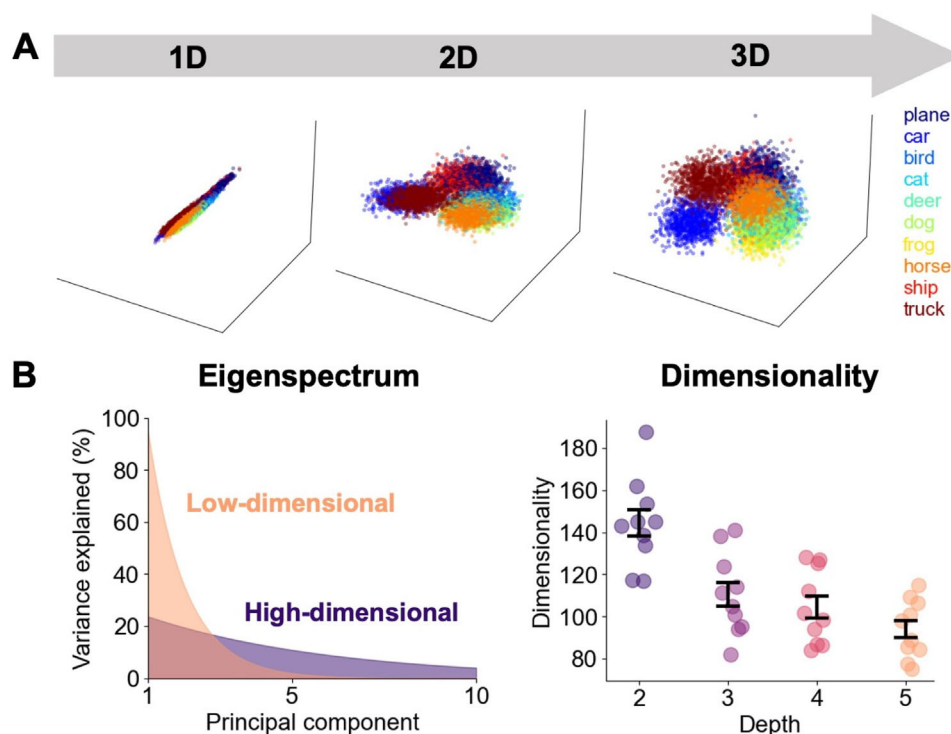 A
1D 2D 3D
plane
car
bird
cat
deer
dog
frog
horse
ship
truck
B
Eigenspectrum
Variance explained (%)
100
80
60
40
20
0
Low-dimensional
High-dimensional
1 5 10
Principal component
Dimensionality
Dimensionality
180
160
140
120
100
80
2 3 4 5
Depth